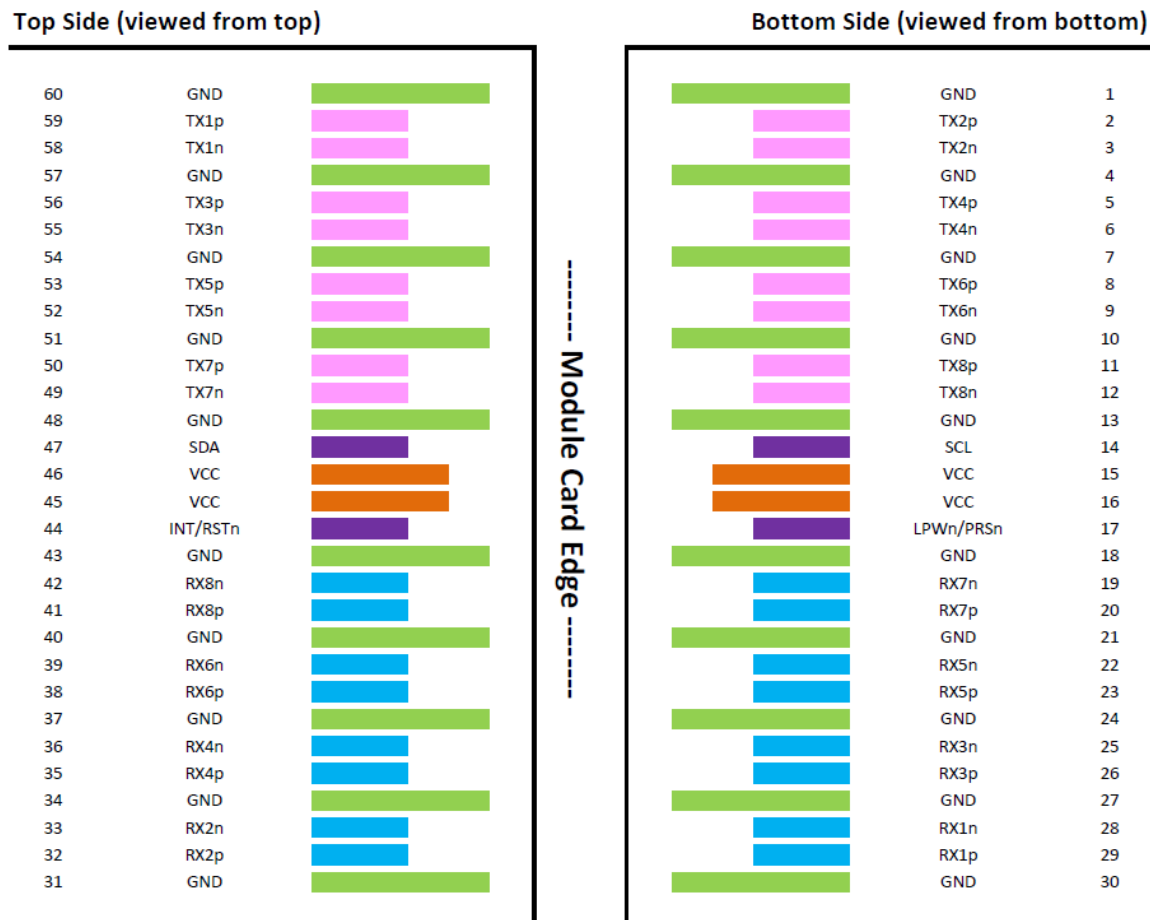 Top Side (viewed from top) Bottom Side (viewed from bottom)
60 GND GND 1
59 TX1p TX2p 2
58 TX1n TX2n 3
57 GND GND 4
56 TX3p TX4p 5
55 TX3n TX4n 6
54 GND GND 7
53 TX5p TX6p 8
52 TX5n TX6n 9
51 GND GND 10
50 TX7p TX8p 11
49 TX7n TX8n 12
48 GND GND 13
47 SDA SCL 14
46 VCC VCC 15
45 VCC VCC 16
44 INT/RSTn LPWn/PRSn 17
43 GND GND 18
42 RX8n RX7n 19
41 RX8p RX7p 20
40 GND GND 21
39 RX6n RX5n 22
38 RX6p RX5p 23
37 GND GND 24
36 RX4n RX3n 25
35 RX4p RX3p 26
34 GND GND 27
33 RX2n RX1n 28
32 RX2p RX1p 29
31 GND GND 30
-------- Module Card Edge --------